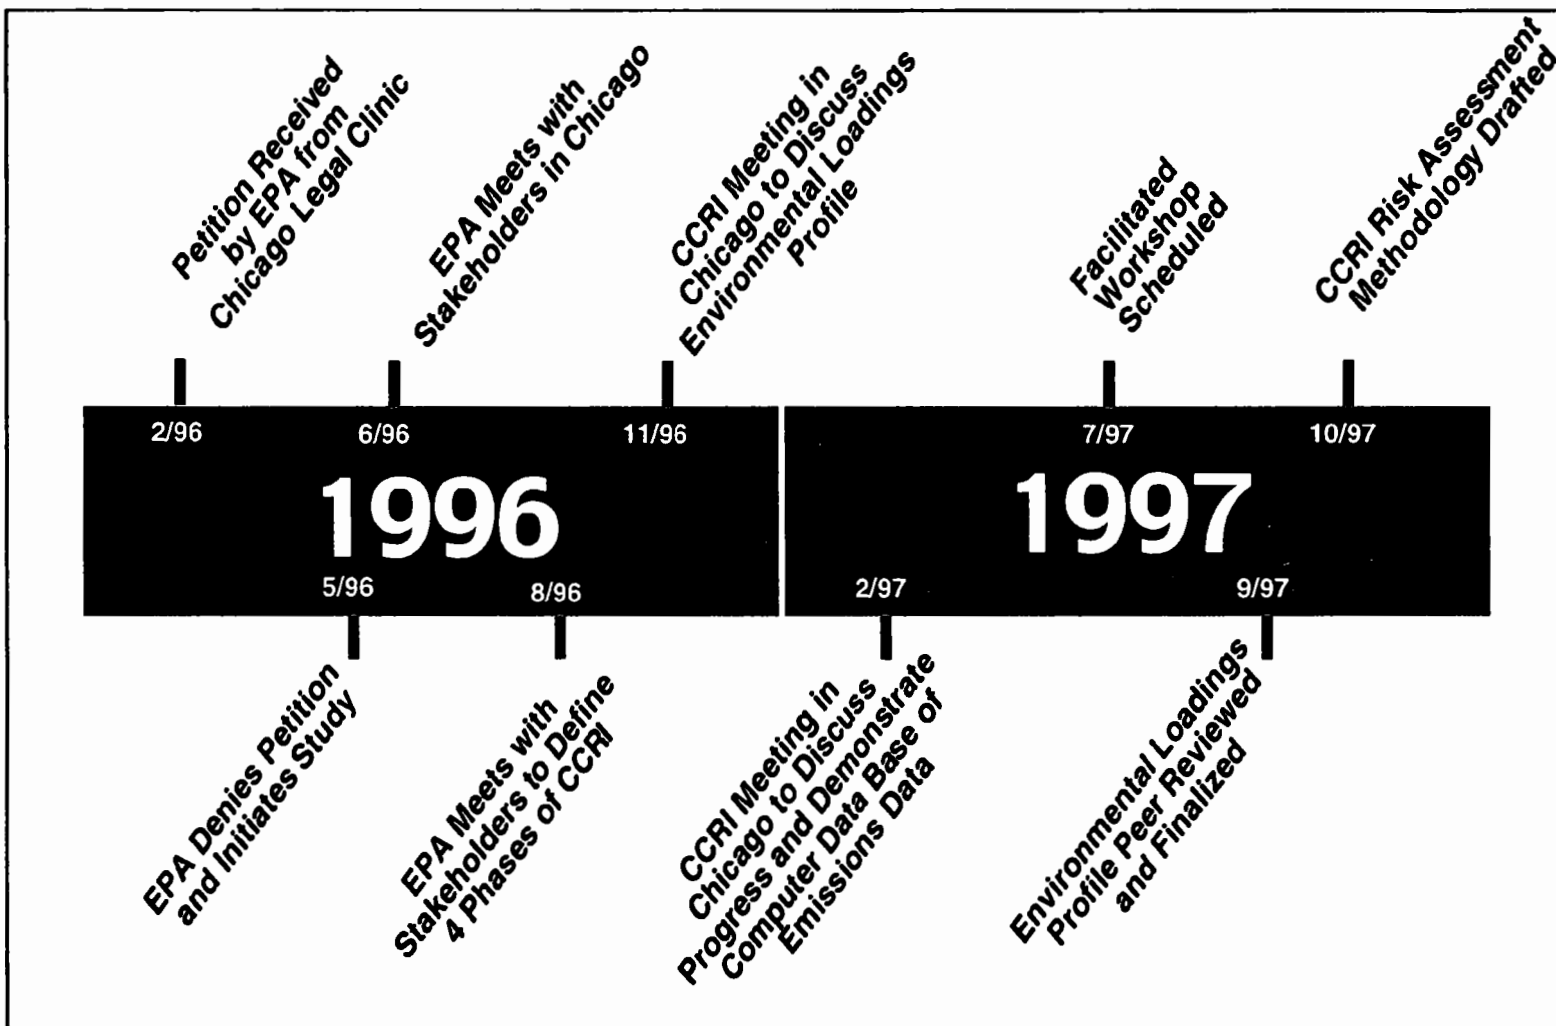 Petition Received
by EPA from
Chicago Legal Clinic
EPA Meets with
Stakeholders in Chicago
CCRI Meeting in
Chicago to Discuss
Environmental Loadings
Profile
Facilitated
Workshop
Scheduled
CCRI Risk Assessment
Methodology Drafted
2/96
6/96
11/96
7/97
10/97
1996
1997
5/96
8/96
2/97
9/97
EPA Denies Petition
and Initiates Study
EPA Meets with
Stakeholders to Define
4 Phases of CCRI
CCRI Meeting in
Chicago to Discuss
Progress and Demonstrate
Computer Data Base of
Emissions Data
Environmental Loadings
Profile Peer Reviewed
and Finalized